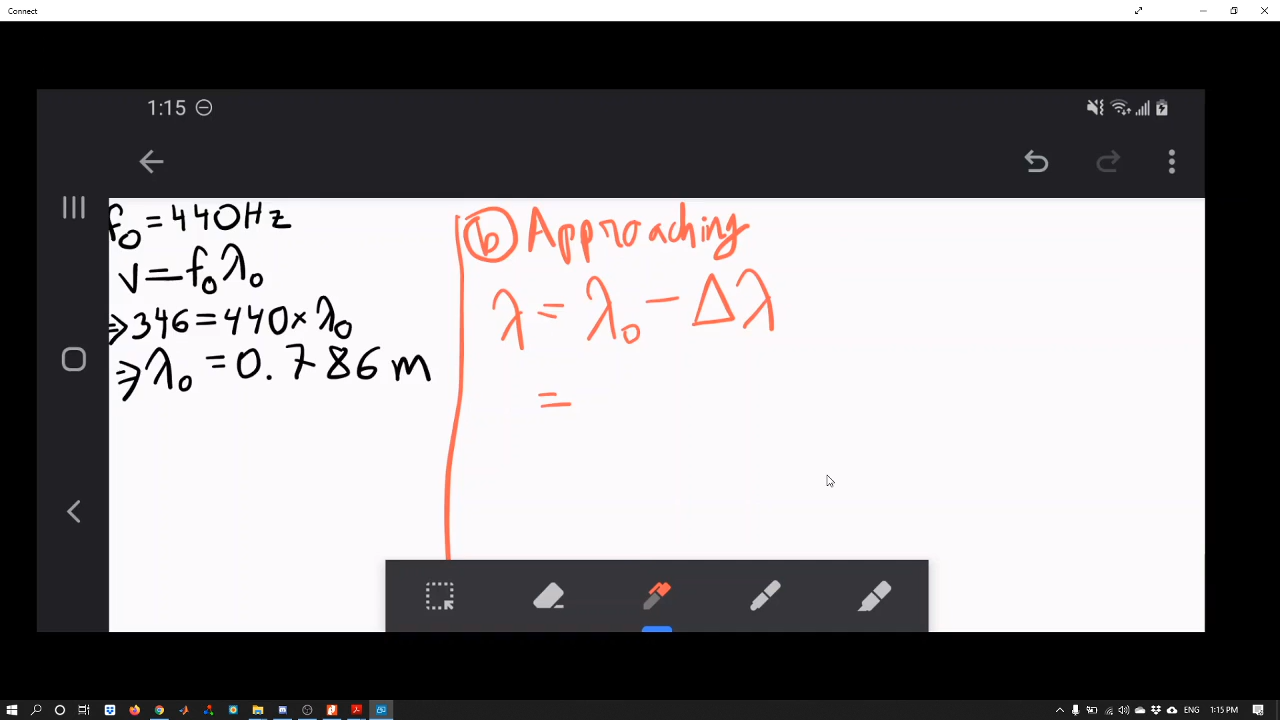 Connect
1:15
f₀ = 440Hz
v = f₀λ₀
⇒ 346 = 440 × λ₀
⇒ λ₀ = 0.786 m
ⓑ Approaching
λ = λ₀ − Δλ
=
ENG
1:15 PM